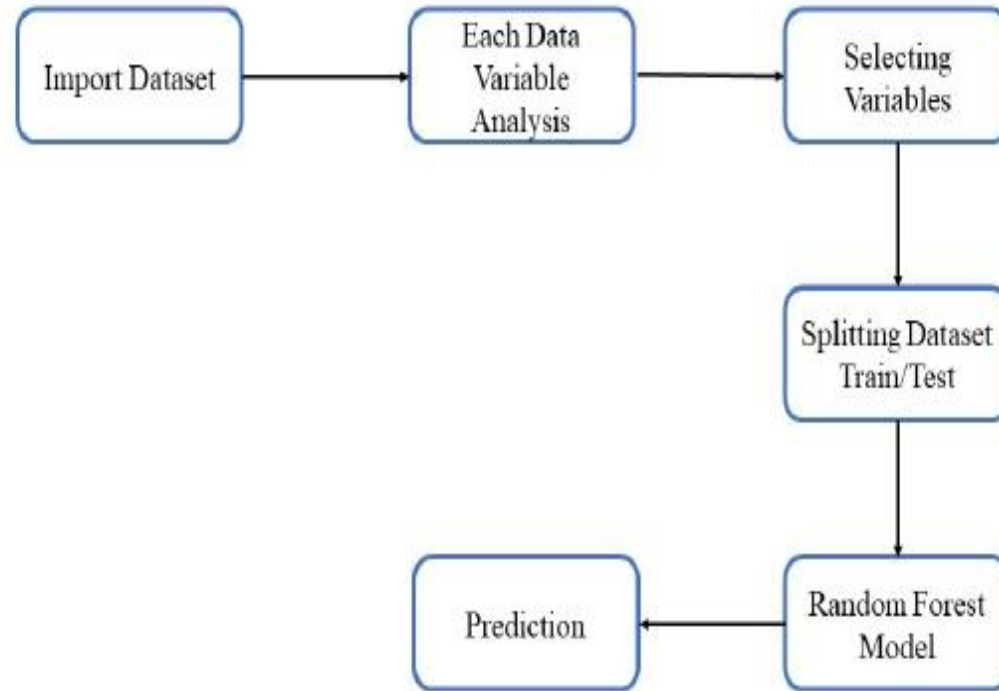 Import Dataset
Each Data
Variable
Analysis
Selecting
Variables
Splitting Dataset
Train/Test
Random Forest
Model
Prediction